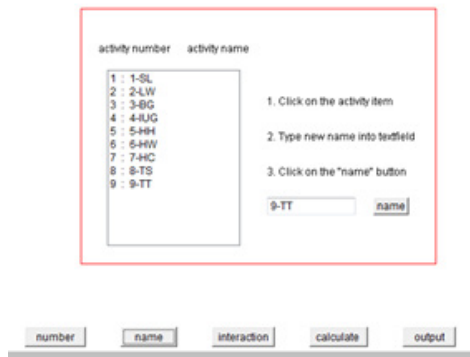 activity number activity name
1 : 1-SL
2 : 2-LW
3 : 3-BG
4 : 4-IUG
5 : 5-HH
6 : 6-HW
7 : 7-HC
8 : 8-TS
9 : 9-TT
1. Click on the activity item
2. Type new name into textfield
3. Click on the "name" button
9-TT name
number name interaction calculate output